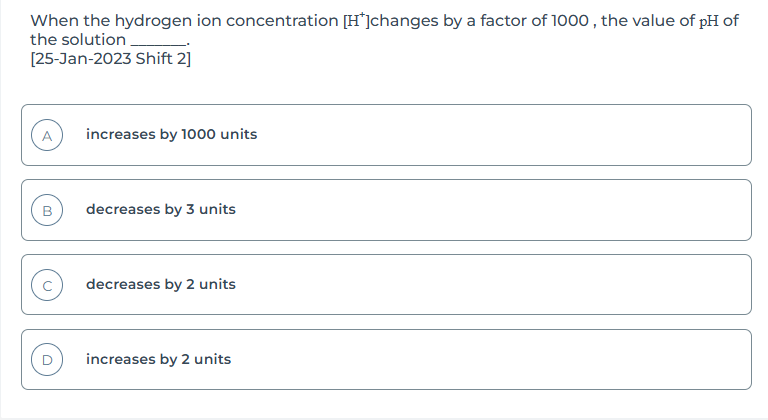 When the hydrogen ion concentration [H⁺]changes by a factor of 1000 , the value of pH of
the solution _______.
[25-Jan-2023 Shift 2]
A increases by 1000 units
B decreases by 3 units
C decreases by 2 units
D increases by 2 units